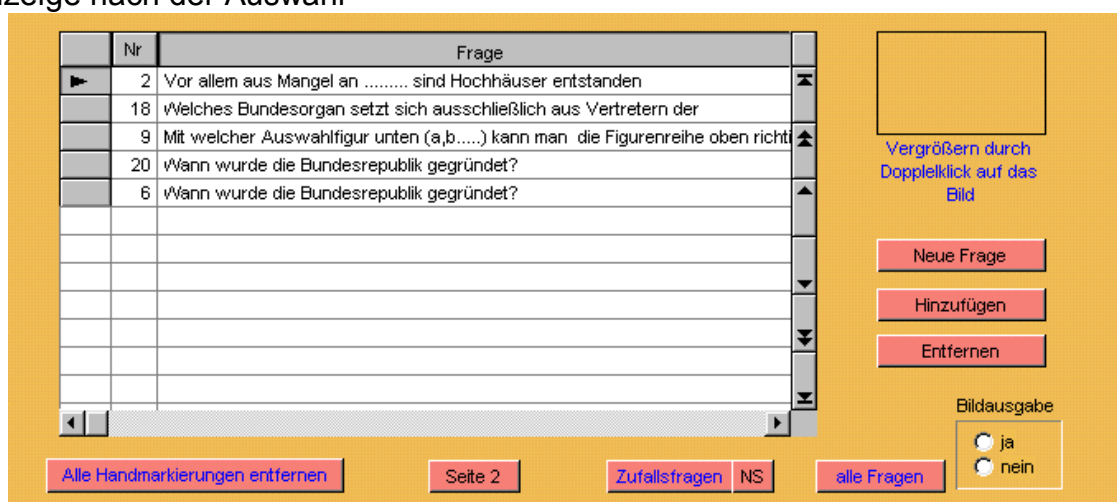 nzeige nach der Auswahl
Nr Frage
2 Vor allem aus Mangel an ......... sind Hochhäuser entstanden
18 Welches Bundesorgan setzt sich ausschließlich aus Vertretern der
9 Mit welcher Auswahlfigur unten (a,b.....) kann man die Figurenreihe oben richti
20 Wann wurde die Bundesrepublik gegründet?
6 Wann wurde die Bundesrepublik gegründet?
Vergrößern durch
Dopplelklick auf das
Bild
Neue Frage
Hinzufügen
Entfernen
Bildausgabe
ja
nein
Alle Handmarkierungen entfernen
Seite 2
Zufallsfragen NS
alle Fragen